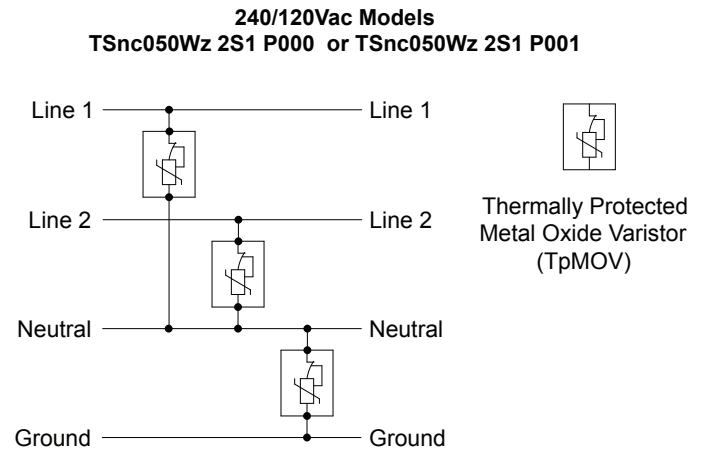 240/120Vac Models
TSnc050Wz 2S1 P000 or TSnc050Wz 2S1 P001
Line 1 Line 1
Line 2 Line 2
Thermally Protected
Metal Oxide Varistor
(TpMOV)
Neutral Neutral
Ground Ground